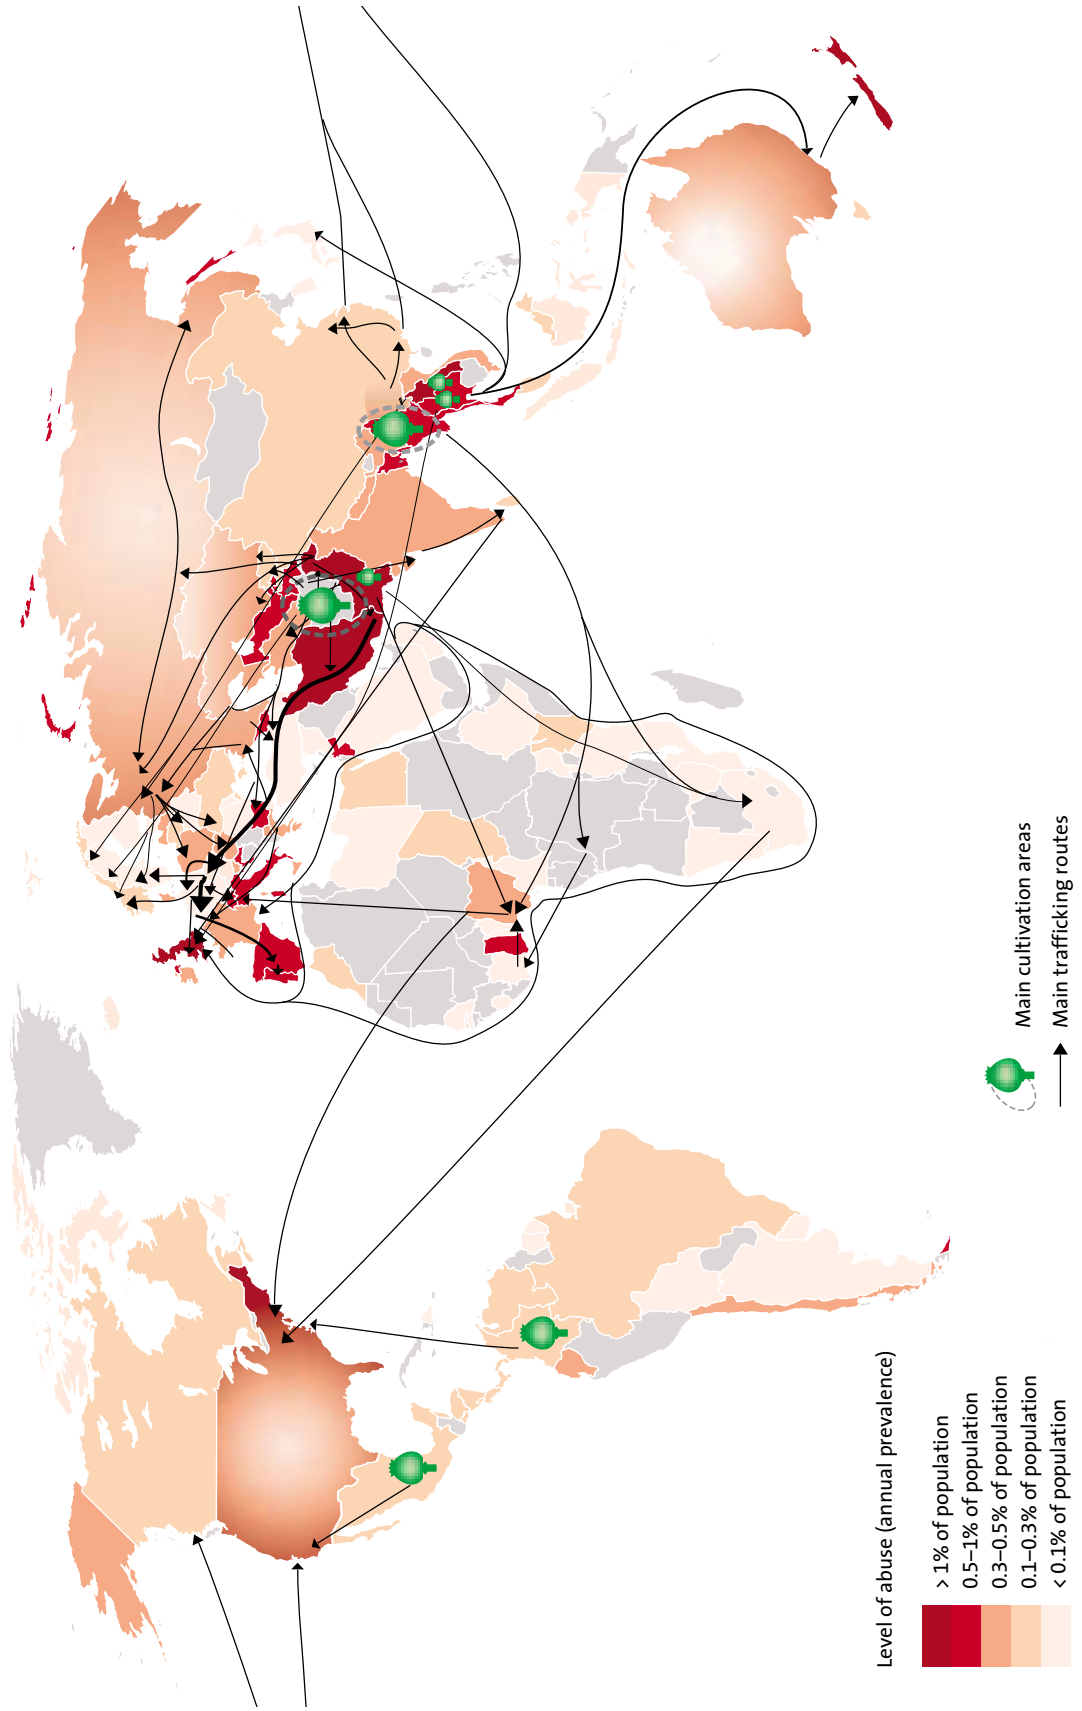 Level of abuse (annual prevalence)
> 1% of population
0.5–1% of population
0.3–0.5% of population
0.1–0.3% of population
< 0.1% of population
Main cultivation areas
Main trafficking routes